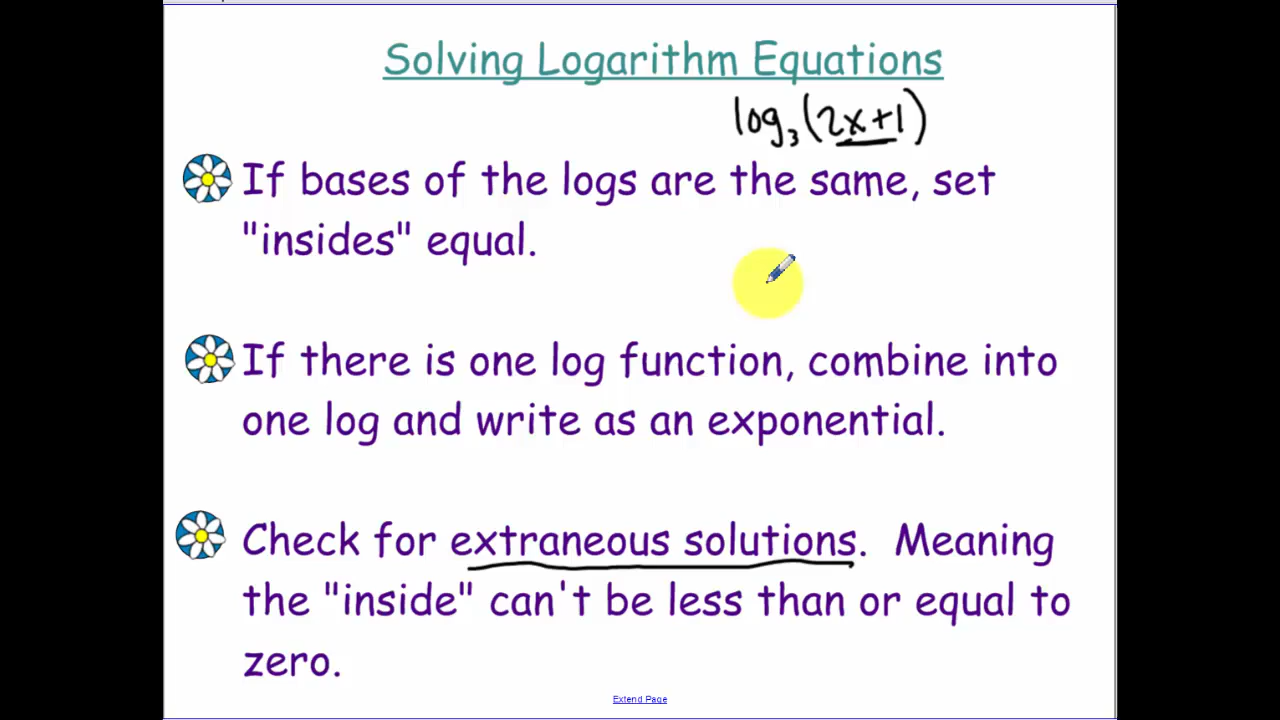 Solving Logarithm Equations
log₃(2x+1)
If bases of the logs are the same, set
"insides" equal.
If there is one log function, combine into
one log and write as an exponential.
Check for extraneous solutions.  Meaning
the "inside" can't be less than or equal to
zero.
Extend Page